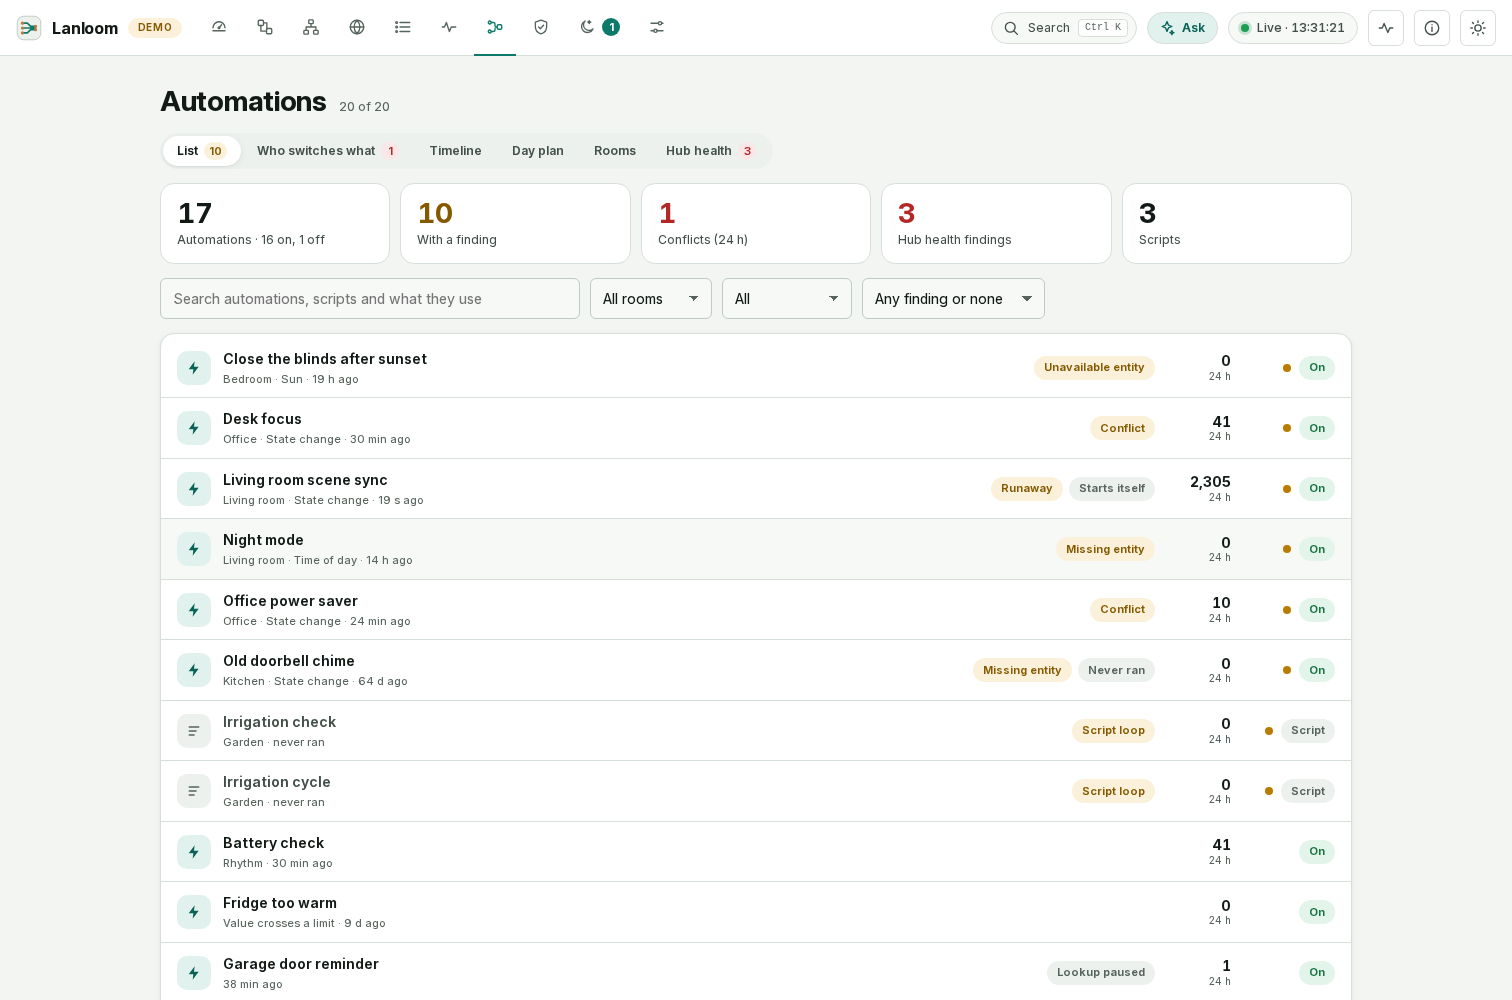 Lanloom DEMO 1 Search Ctrl K Ask Live · 13:31:21
Automations 20 of 20
List 10 Who switches what 1 Timeline Day plan Rooms Hub health 3
17 10 1 3 3
Automations · 16 on, 1 off With a finding Conflicts (24 h) Hub health findings Scripts
Search automations, scripts and what they use All rooms All Any finding or none
Close the blinds after sunset Unavailable entity 0 On
Bedroom · Sun · 19 h ago 24 h
Desk focus Conflict 41 On
Office · State change · 30 min ago 24 h
Living room scene sync Runaway Starts itself 2,305 On
Living room · State change · 19 s ago 24 h
Night mode Missing entity 0 On
Living room · Time of day · 14 h ago 24 h
Office power saver Conflict 10 On
Office · State change · 24 min ago 24 h
Old doorbell chime Missing entity Never ran 0 On
Kitchen · State change · 64 d ago 24 h
Irrigation check Script loop 0 Script
Garden · never ran 24 h
Irrigation cycle Script loop 0 Script
Garden · never ran 24 h
Battery check 41 On
Rhythm · 30 min ago 24 h
Fridge too warm 0 On
Value crosses a limit · 9 d ago 24 h
Garage door reminder Lookup paused 1 On
38 min ago 24 h